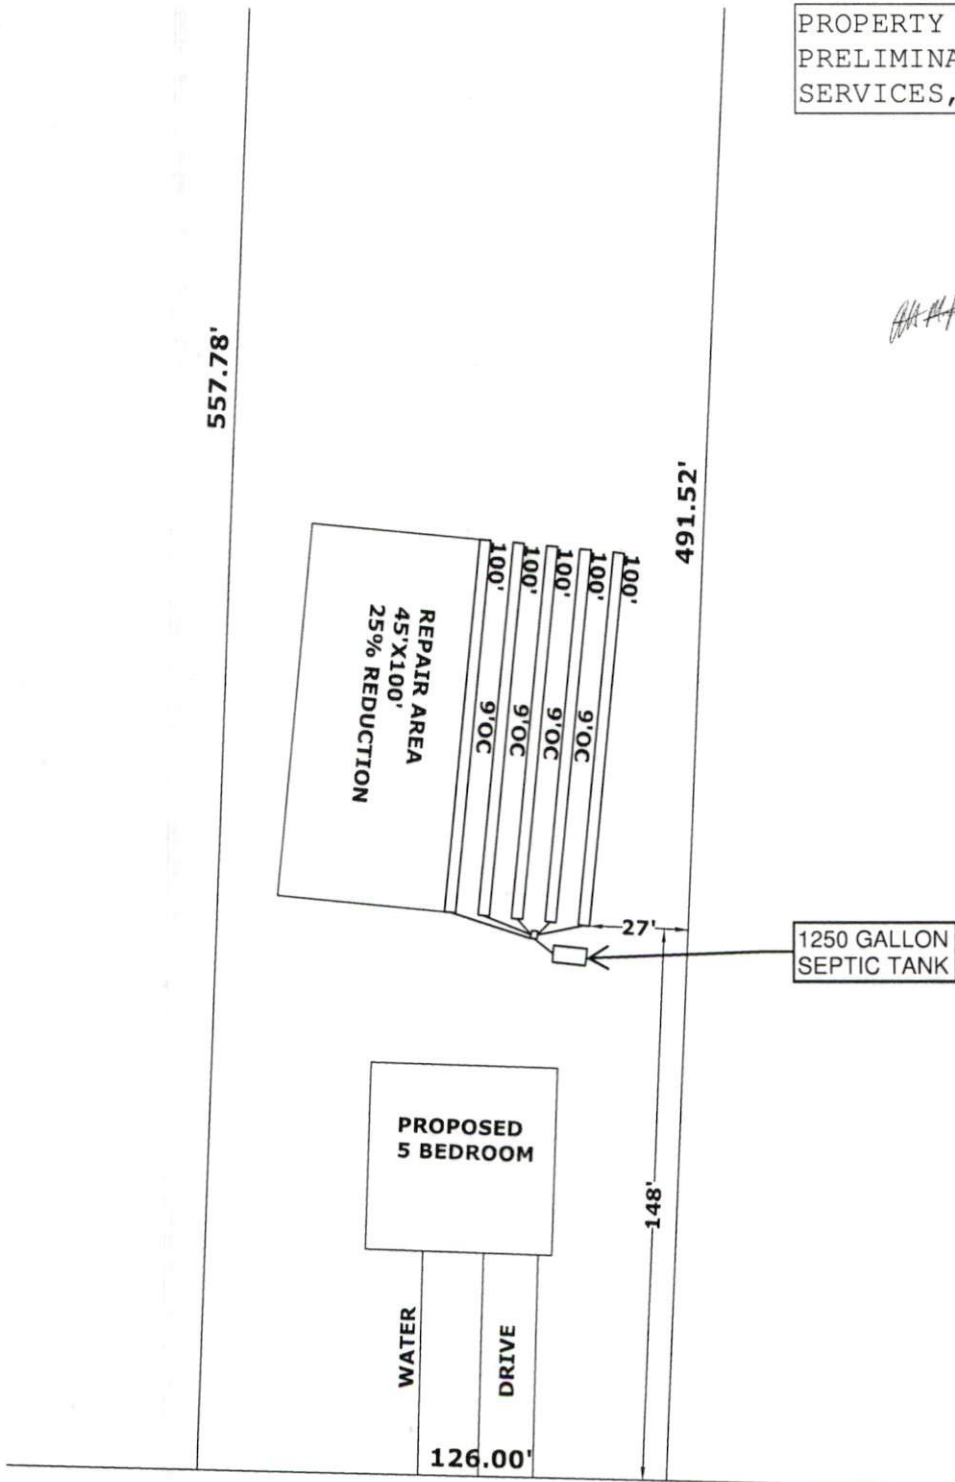 PROPERTY
SERVICES,
557.78'
491.52'
100'
100'
100'
100'
100'
REPAIR AREA
45'X100'
25% REDUCTION
9'OC
9'OC
9'OC
9'OC
27'
1250 GALLON
SEPTIC TANK
PROPOSED
5 BEDROOM
148'
WATER
DRIVE
126.00'